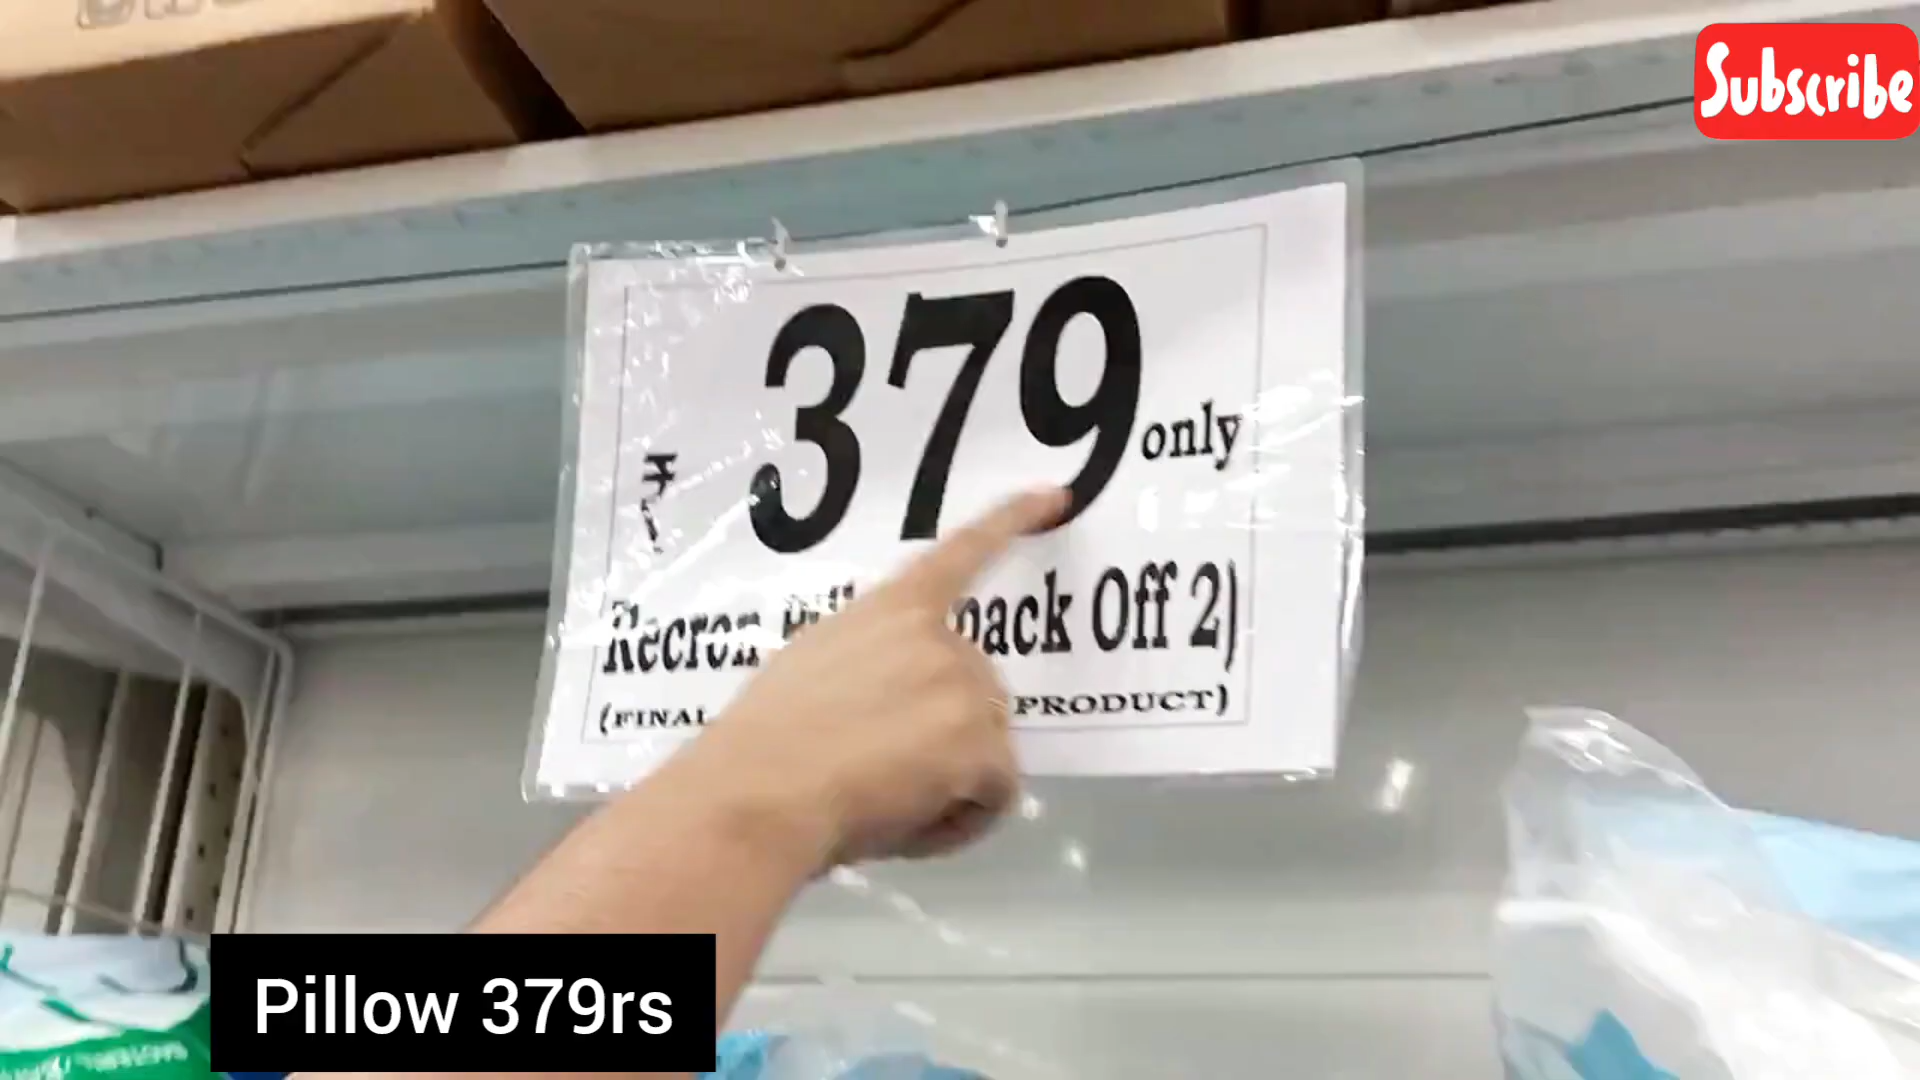 Subscribe
₹ 379 only
Recron pack Off 2)
(FINAL PRODUCT)
Pillow 379rs